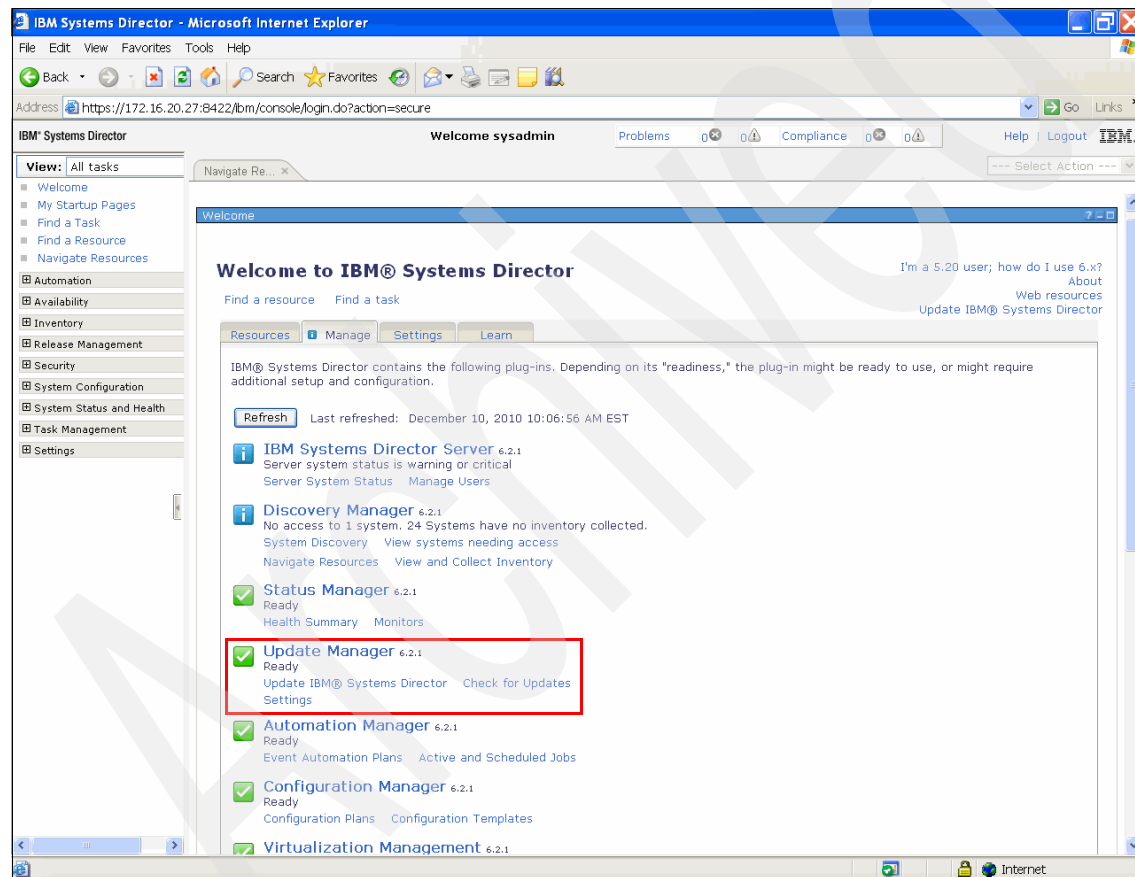 IBM Systems Director - Microsoft Internet Explorer
File Edit View Favorites Tools Help
Back Search Favorites
Address https://172.16.20.27:8422/ibm/console/login.do?action=secure Go Links
IBM® Systems Director Welcome sysadmin Problems 0 0 Compliance 0 0 Help | Logout IBM.
View: All tasks
Navigate Re... ×
--- Select Action ---
Welcome
My Startup Pages
Find a Task
Find a Resource
Navigate Resources
Automation
Availability
Inventory
Release Management
Security
System Configuration
System Status and Health
Task Management
Settings
Welcome
Welcome to IBM® Systems Director
I'm a 5.20 user; how do I use 6.x?
About
Web resources
Update IBM® Systems Director
Find a resource Find a task
Resources Manage Settings Learn
IBM® Systems Director contains the following plug-ins. Depending on its "readiness," the plug-in might be ready to use, or might require
additional setup and configuration.
Refresh Last refreshed: December 10, 2010 10:06:56 AM EST
IBM Systems Director Server 6.2.1
Server system status is warning or critical
Server System Status Manage Users
Discovery Manager 6.2.1
No access to 1 system. 24 Systems have no inventory collected.
System Discovery View systems needing access
Navigate Resources View and Collect Inventory
Status Manager 6.2.1
Ready
Health Summary Monitors
Update Manager 6.2.1
Ready
Update IBM® Systems Director Check for Updates
Settings
Automation Manager 6.2.1
Ready
Event Automation Plans Active and Scheduled Jobs
Configuration Manager 6.2.1
Ready
Configuration Plans Configuration Templates
Virtualization Management 6.2.1
Internet
Archived